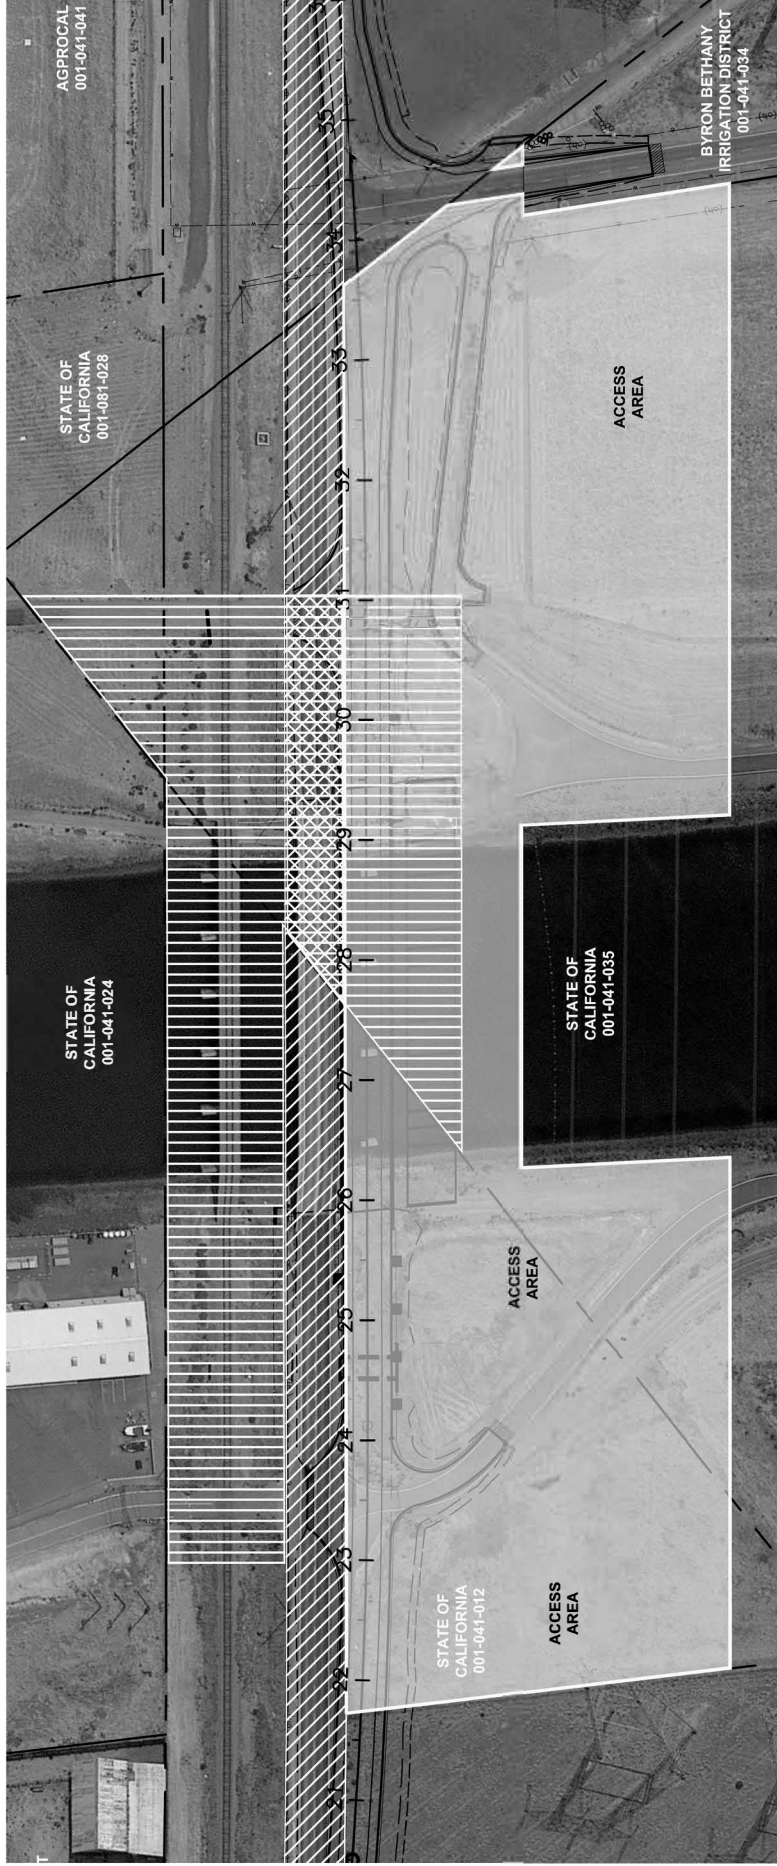 AGPROCAL
001-041-041
35
BYRON BETHANY
IRRIGATION DISTRICT
001-041-034
34
STATE OF
CALIFORNIA
001-081-028
33
ACCESS
AREA
32
31
30
29
28
STATE OF
CALIFORNIA
001-041-024
STATE OF
CALIFORNIA
001-041-035
27
26
ACCESS
AREA
25
24
23
STATE OF
CALIFORNIA
001-041-012
ACCESS
AREA
22
21
T